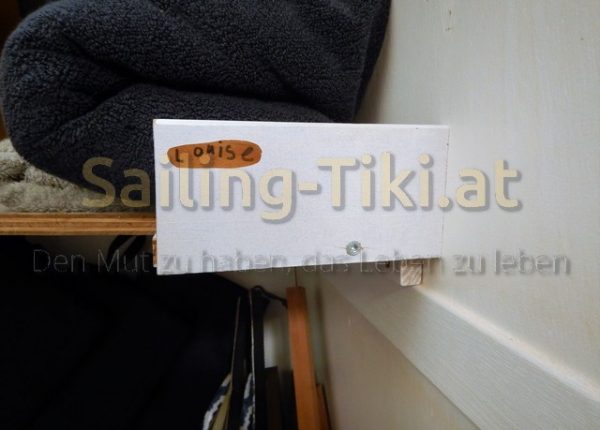 Louise
Sailing-Tiki.at
Den Mut zu haben, das Leben zu leben